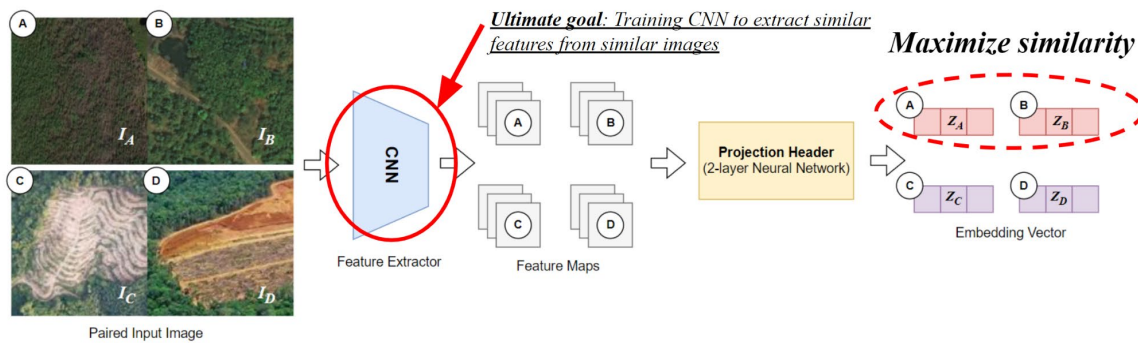 A
B
I_A
I_B
C
D
I_C
I_D
Paired Input Image
Ultimate goal: Training CNN to extract similar
features from similar images
CNN
Feature Extractor
A
B
C
D
Feature Maps
Projection Header
(2-layer Neural Network)
Maximize similarity
A
Z_A
B
Z_B
C
Z_C
D
Z_D
Embedding Vector